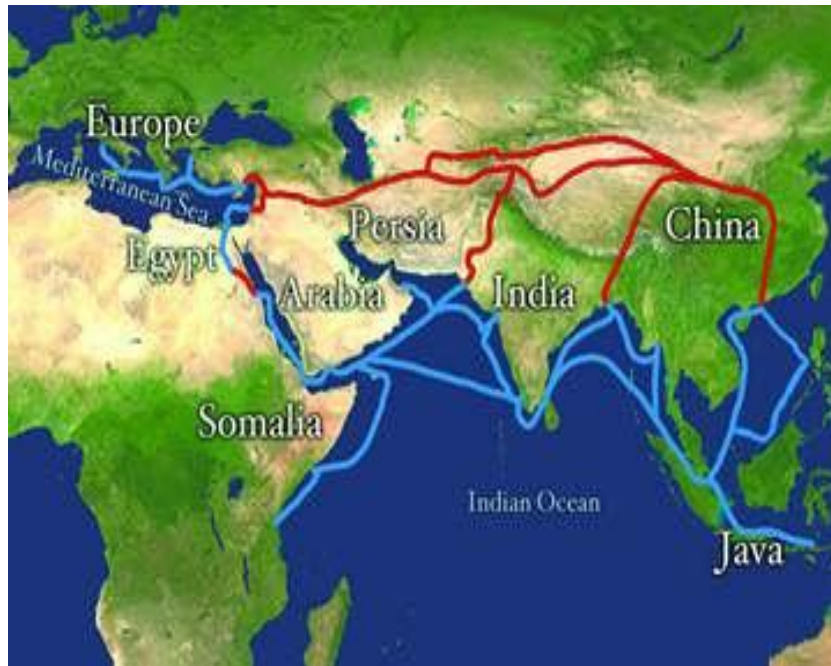 Europe
Mediterranean Sea
Egypt
Persia
Arabia
India
China
Somalia
Indian Ocean
Java